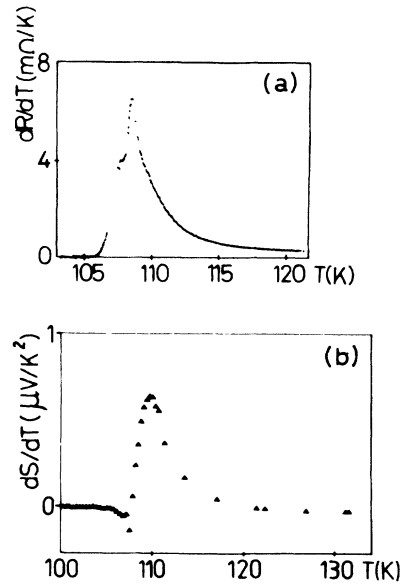 dR/dT(mΩ/K)
8
(a)
4
0
105 110 115 120 T(K)
dS/dT(μV/K²)
1
(b)
0
100 110 120 130 T(K)